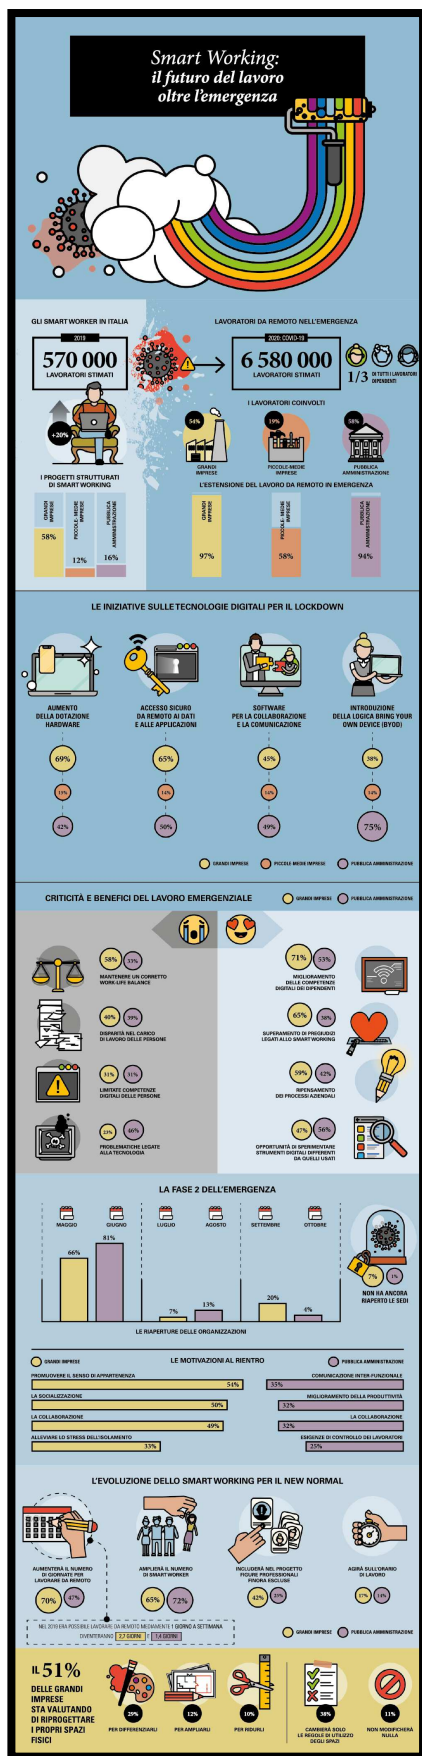 Smart Working:
il futuro del lavoro
oltre l'emergenza
GLI SMART WORKER IN ITALIA
2019
570 000
LAVORATORI STIMATI
+20%
I PROGETTI STRUTTURATI
DI SMART WORKING
GRANDI
IMPRESE
58%
PICCOLE- MEDIE
IMPRESE
12%
PUBBLICA
AMMINISTRAZIONE
16%
LAVORATORI DA REMOTO NELL'EMERGENZA
2020: COVID-19
6 580 000
LAVORATORI STIMATI
1/3 DI TUTTI I LAVORATORI
DIPENDENTI
I LAVORATORI COINVOLTI
54%
GRANDI
IMPRESE
19%
PICCOLE-MEDIE
IMPRESE
58%
PUBBLICA
AMMINISTRAZIONE
L'ESTENSIONE DEL LAVORO DA REMOTO IN EMERGENZA
GRANDI
IMPRESE
97%
PICCOLE- MEDIE
IMPRESE
58%
PUBBLICA
AMMINISTRAZIONE
94%
LE INIZIATIVE SULLE TECNOLOGIE DIGITALI PER IL LOCKDOWN
AUMENTO
DELLA DOTAZIONE
HARDWARE
69%
42%
ACCESSO SICURO
DA REMOTO AI DATI
E ALLE APPLICAZIONI
65%
14%
50%
SOFTWARE
PER LA COLLABORAZIONE
E LA COMUNICAZIONE
45%
14%
49%
INTRODUZIONE
DELLA LOGICA BRING YOUR
OWN DEVICE (BYOD)
38%
14%
75%
GRANDI IMPRESE
PICCOLE MEDIE IMPRESE
PUBBLICA AMMINISTRAZIONE
CRITICITÀ E BENEFICI DEL LAVORO EMERGENZIALE
GRANDI IMPRESE
PUBBLICA AMMINISTRAZIONE
58% 33%
MANTENERE UN CORRETTO
WORK-LIFE BALANCE
40% 39%
DISPARITÀ NEL CARICO
DI LAVORO DELLE PERSONE
31% 31%
LIMITATE COMPETENZE
DIGITALI DELLE PERSONE
23% 46%
PROBLEMATICHE LEGATE
ALLA TECNOLOGIA
71% 53%
MIGLIORAMENTO
DELLE COMPETENZE
DIGITALI DEI DIPENDENTI
65% 38%
SUPERAMENTO DI PREGIUDIZI
LEGATI ALLO SMART WORKING
59% 42%
RIPENSAMENTO
DEI PROCESSI AZIENDALI
47% 56%
OPPORTUNITÀ DI SPERIMENTARE
STRUMENTI DIGITALI DIFFERENTI
DA QUELLI USATI
LA FASE 2 DELL'EMERGENZA
MAGGIO
GIUGNO
LUGLIO
AGOSTO
SETTEMBRE
OTTOBRE
66%
81%
7%
13%
20%
4%
7% 1%
NON HA ANCORA
RIAPERTO LE SEDI
LE RIAPERTURE DELLE ORGANIZZAZIONI
GRANDI IMPRESE
LE MOTIVAZIONI AL RIENTRO
PUBBLICA AMMINISTRAZIONE
PROMUOVERE IL SENSO DI APPARTENENZA
54%
LA SOCIALIZZAZIONE
50%
LA COLLABORAZIONE
49%
ALLEVIARE LO STRESS DELL'ISOLAMENTO
33%
COMUNICAZIONE INTER-FUNZIONALE
35%
MIGLIORAMENTO DELLA PRODUTTIVITÀ
32%
LA COLLABORAZIONE
32%
ESIGENZE DI CONTROLLO DEI LAVORATORI
25%
L'EVOLUZIONE DELLO SMART WORKING PER IL NEW NORMAL
AUMENTERÀ IL NUMERO
DI GIORNATE PER
LAVORARE DA REMOTO
70% 47%
AMPLIERÀ IL NUMERO
DI SMART WORKER
65% 72%
INCLUDERÀ NEL PROGETTO
FIGURE PROFESSIONALI
FINORA ESCLUSE
42%
AGIRÀ SULL'ORARIO
DI LAVORO
17%
NEL 2019 ERA POSSIBILE LAVORARE DA REMOTO MEDIAMENTE 1 GIORNO A SETTIMANA
DIVENTERANNO 2,7 GIORNI E 1,4 GIORNI
GRANDI IMPRESE
PUBBLICA AMMINISTRAZIONE
IL 51%
DELLE GRANDI
IMPRESE
STA VALUTANDO
DI RIPROGETTARE
I PROPRI SPAZI
FISICI
29%
PER DIFFERENZIARLI
12%
PER AMPLIARLI
10%
PER RIDURLI
38%
CAMBIERÀ SOLO
LE REGOLE DI UTILIZZO
DEGLI SPAZI
11%
NON MODIFICHERÀ
NULLA